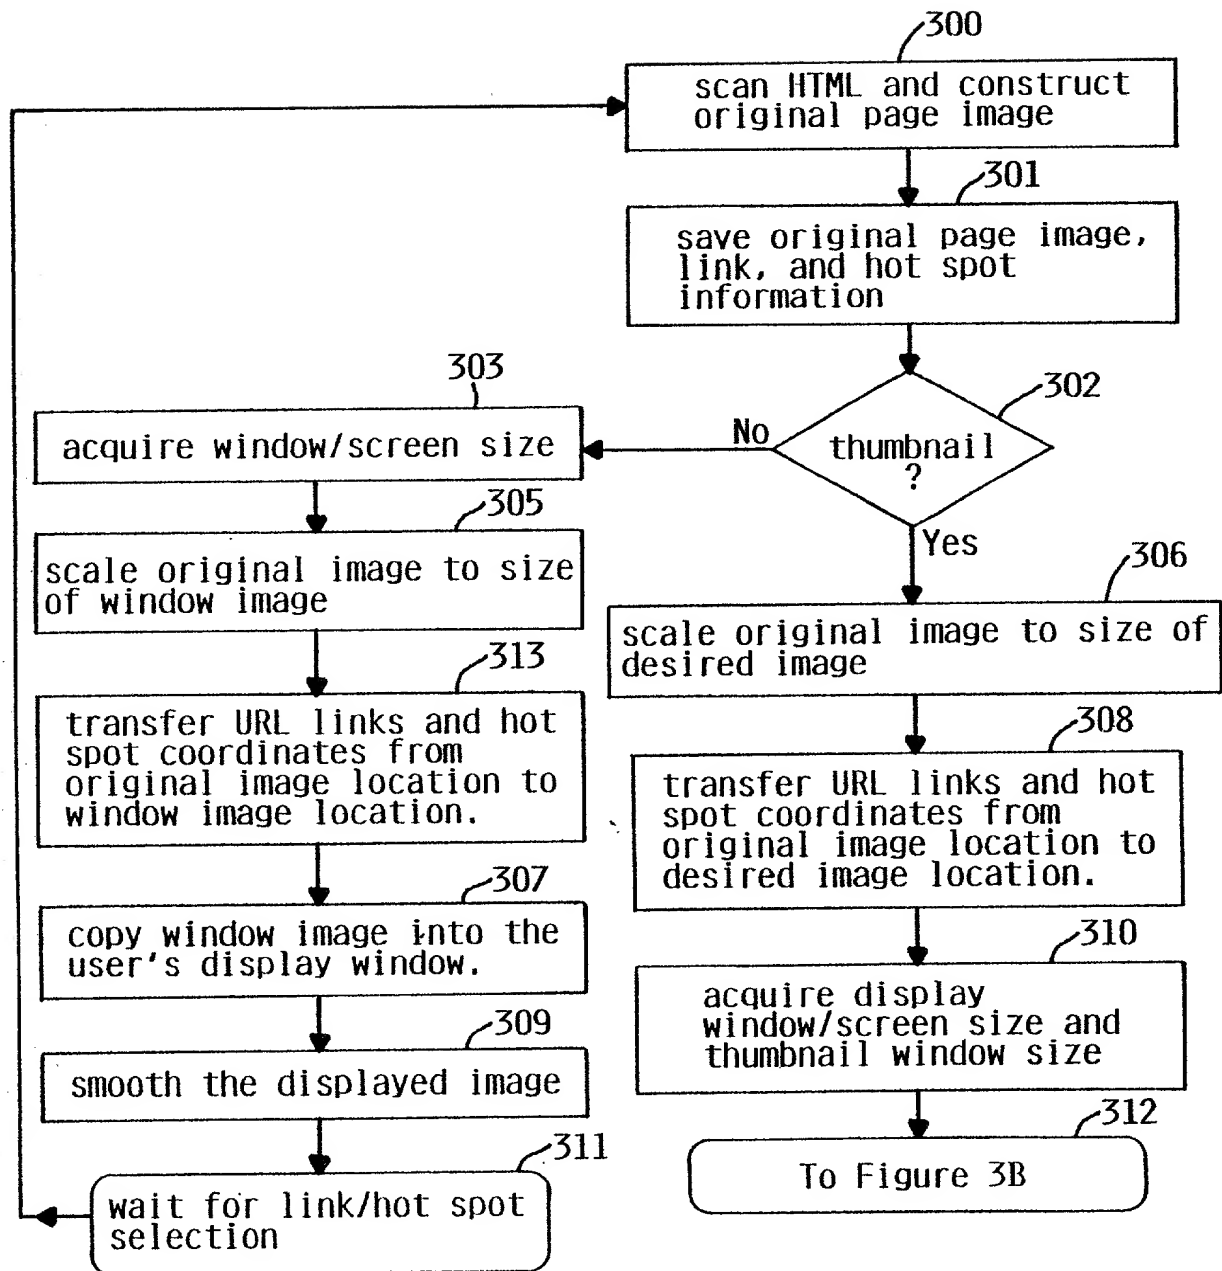 300
scan HTML and construct
original page image
301
save original page image,
link, and hot spot
information
302
thumbnail
?
No
Yes
303
acquire window/screen size
305
scale original image to size
of window image
313
transfer URL links and hot
spot coordinates from
original image location to
window image location.
307
copy window image into the
user's display window.
309
smooth the displayed image
311
wait for link/hot spot
selection
306
scale original image to size of
desired image
308
transfer URL links and hot
spot coordinates from
original image location to
desired image location.
310
acquire display
window/screen size and
thumbnail window size
312
To Figure 3B